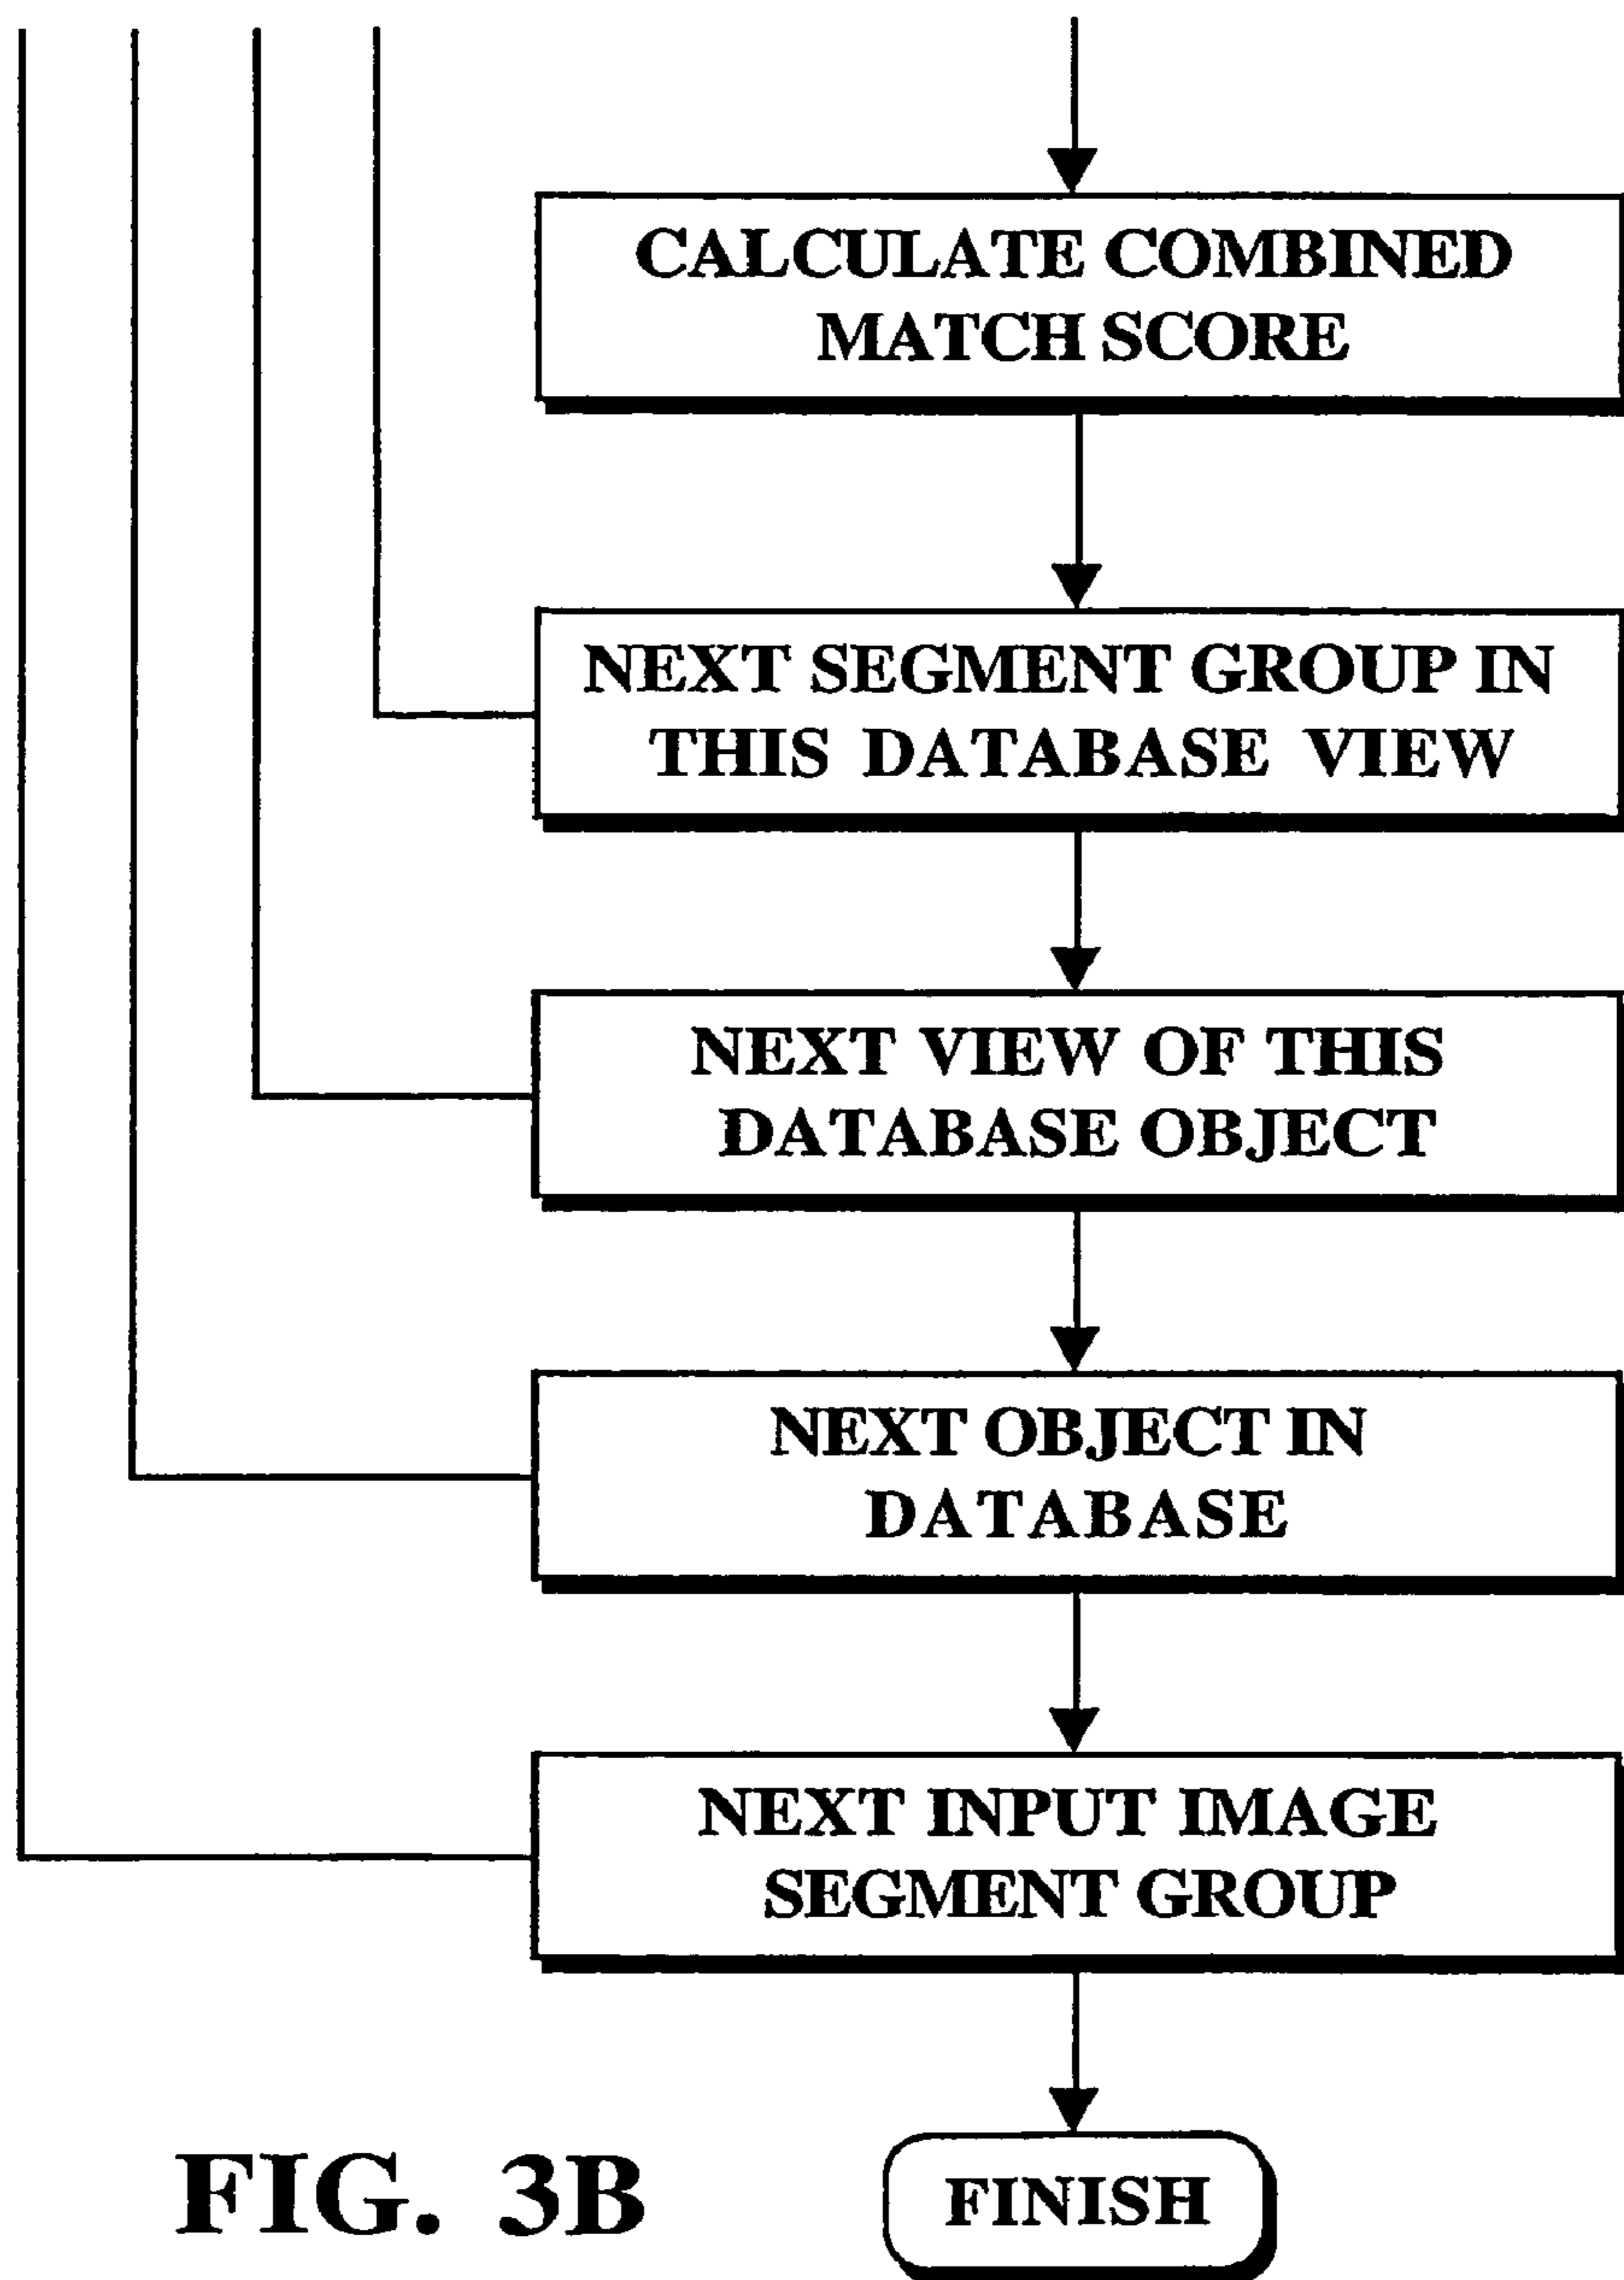 CALCULATE COMBINED
MATCH SCORE
NEXT SEGMENT GROUP IN
THIS DATABASE VIEW
NEXT VIEW OF THIS
DATABASE OBJECT
NEXT OBJECT IN
DATABASE
NEXT INPUT IMAGE
SEGMENT GROUP
FINISH
FIG. 3B